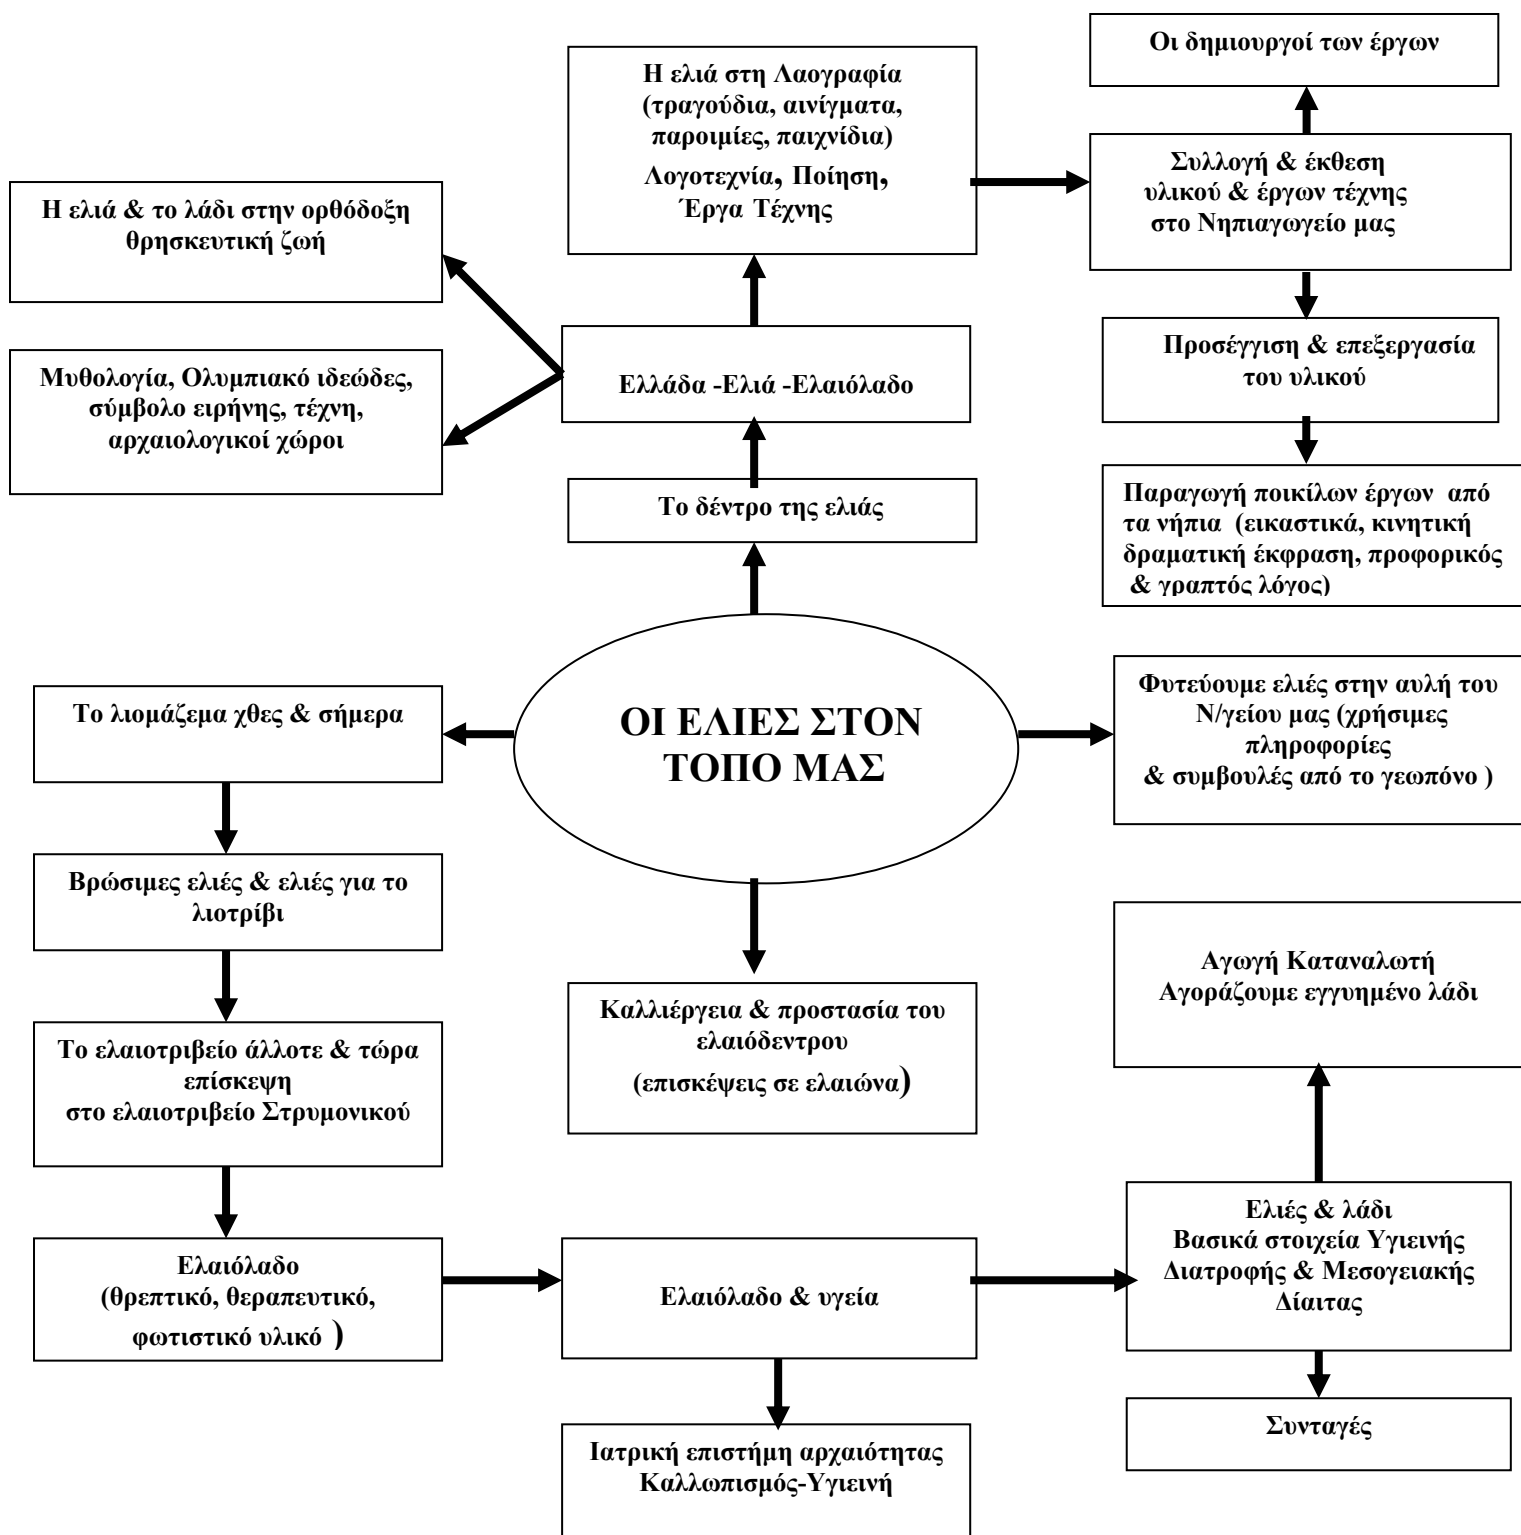 Οι δημιουργοί των έργων
Η ελιά στη Λαογραφία
(τραγούδια, αινίγματα,
παροιμίες, παιχνίδια)
Λογοτεχνία, Ποίηση,
Έργα Τέχνης
Συλλογή & έκθεση
υλικού & έργων τέχνης
στο Νηπιαγωγείο μας
Η ελιά & το λάδι στην ορθόδοξη
θρησκευτική ζωή
Μυθολογία, Ολυμπιακό ιδεώδες,
σύμβολο ειρήνης, τέχνη,
αρχαιολογικοί χώροι
Ελλάδα -Ελιά -Ελαιόλαδο
Προσέγγιση & επεξεργασία
του υλικού
Το δέντρο της ελιάς
Παραγωγή ποικίλων έργων από
τα νήπια (εικαστικά, κινητική
δραματική έκφραση, προφορικός
& γραπτός λόγος)
Το λιομάζεμα χθες & σήμερα
ΟΙ ΕΛΙΕΣ ΣΤΟΝ
ΤΟΠΟ ΜΑΣ
Φυτεύουμε ελιές στην αυλή του
Ν/γείου μας (χρήσιμες
πληροφορίες
& συμβουλές από το γεωπόνο )
Βρώσιμες ελιές & ελιές για το
λιοτρίβι
Το ελαιοτριβείο άλλοτε & τώρα
επίσκεψη
στο ελαιοτριβείο Στρυμονικού
Καλλιέργεια & προστασία του
ελαιόδεντρου
(επισκέψεις σε ελαιώνα)
Αγωγή Καταναλωτή
Αγοράζουμε εγγυημένο λάδι
Ελαιόλαδο
(θρεπτικό, θεραπευτικό,
φωτιστικό υλικό )
Ελαιόλαδο & υγεία
Ελιές & λάδι
Βασικά στοιχεία Υγιεινής
Διατροφής & Μεσογειακής
Δίαιτας
Ιατρική επιστήμη αρχαιότητας
Καλλωπισμός-Υγιεινή
Συνταγές